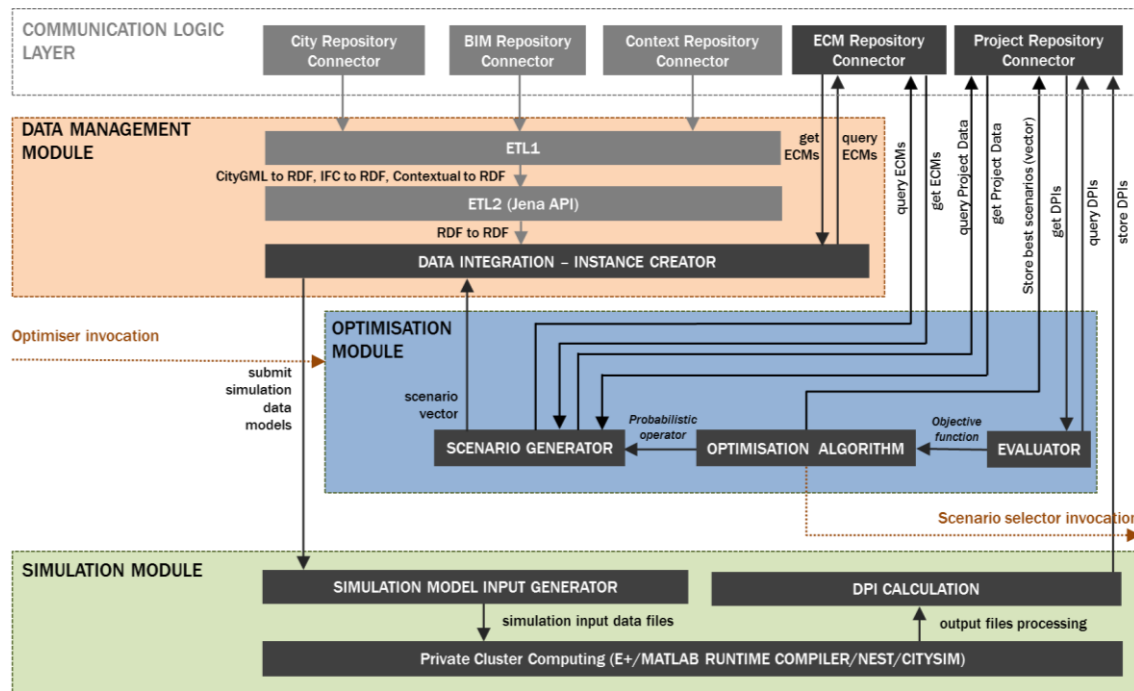 COMMUNICATION LOGIC
LAYER
City Repository
Connector
BIM Repository
Connector
Context Repository
Connector
ECM Repository
Connector
Project Repository
Connector
DATA MANAGEMENT
MODULE
ETL1
CityGML to RDF, IFC to RDF, Contextual to RDF
ETL2 (Jena API)
RDF to RDF
DATA INTEGRATION – INSTANCE CREATOR
get
ECMs
query
ECMs
query ECMs
get ECMs
query Project Data
get Project Data
Store best scenarios (vector)
get DPIs
query DPIs
store DPIs
Optimiser invocation
OPTIMISATION
MODULE
submit
simulation
data
models
scenario
vector
Probabilistic
operator
Objective
function
SCENARIO GENERATOR
OPTIMISATION ALGORITHM
EVALUATOR
Scenario selector invocation
SIMULATION MODULE
SIMULATION MODEL INPUT GENERATOR
DPI CALCULATION
simulation input data files
output files processing
Private Cluster Computing (E+/MATLAB RUNTIME COMPILER/NEST/CITYSIM)